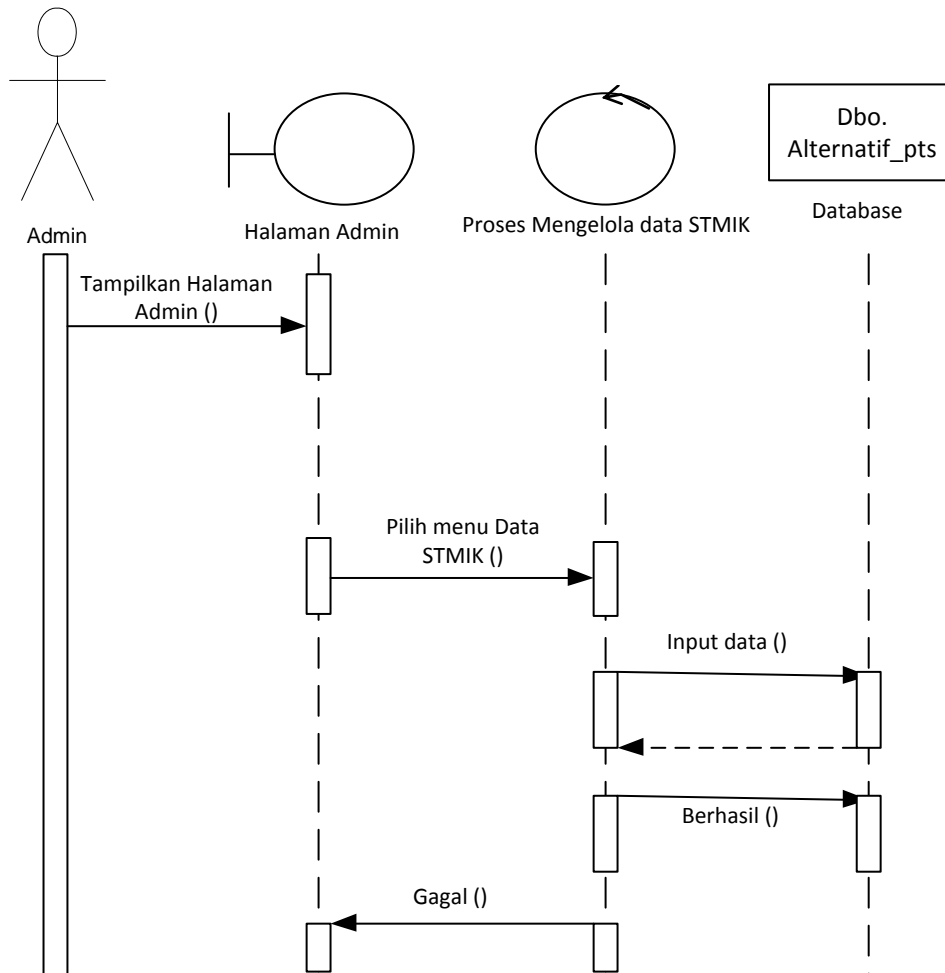 Dbo.
Alternatif_pts
Admin
Halaman Admin
Proses Mengelola data STMIK
Database
Tampilkan Halaman
Admin ()
Pilih menu Data
STMIK ()
Input data ()
Berhasil ()
Gagal ()